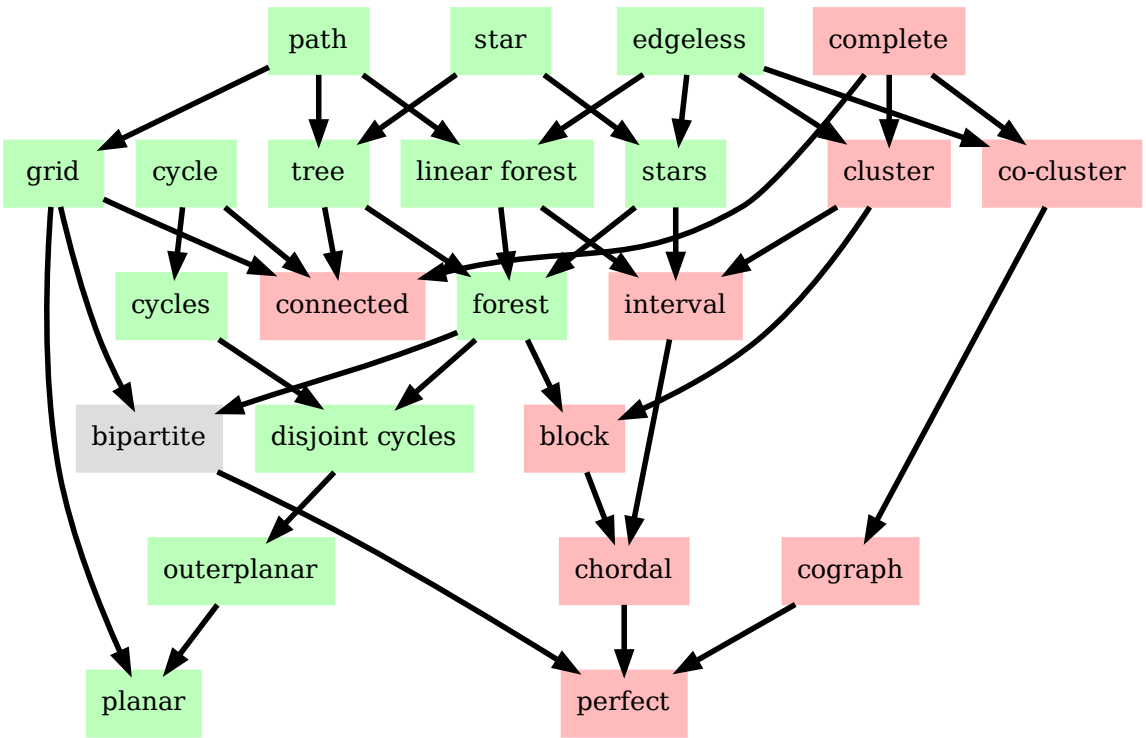 path
star
edgeless
complete
grid
cycle
tree
linear forest
stars
cluster
co-cluster
cycles
connected
forest
interval
bipartite
disjoint cycles
block
outerplanar
chordal
cograph
planar
perfect